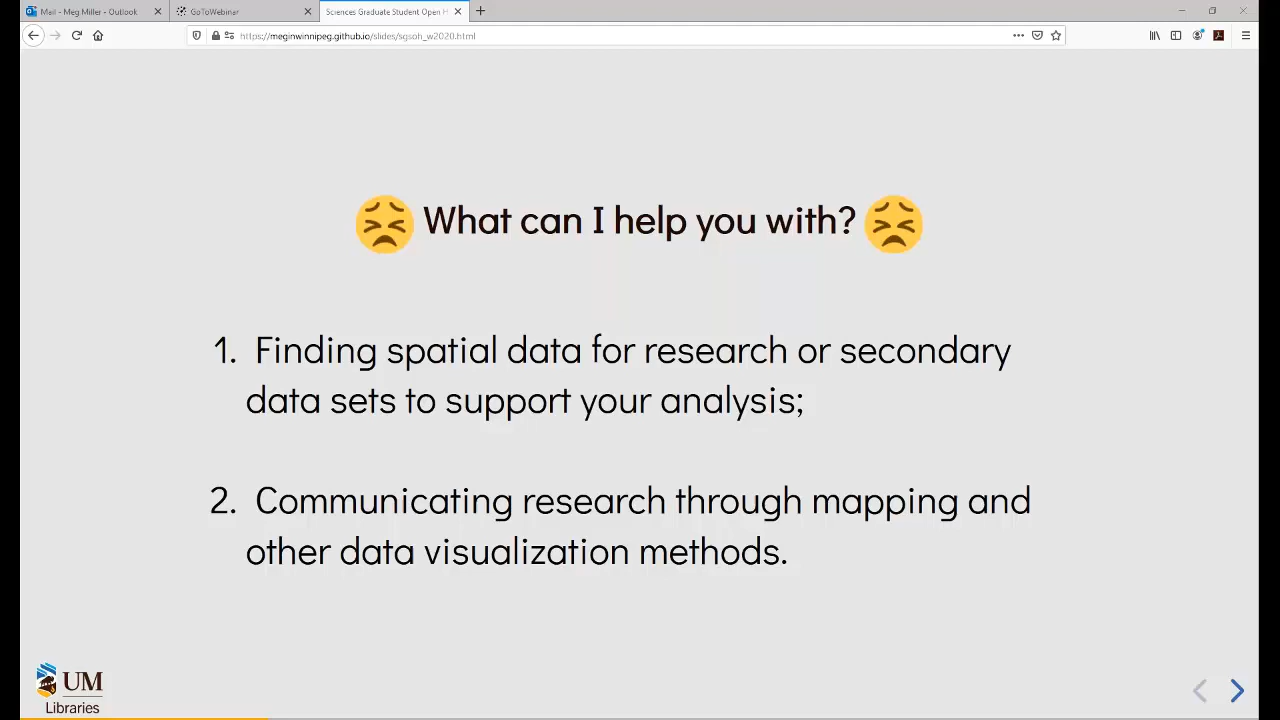 Mail - Meg Miller - Outlook
GoToWebinar
Sciences Graduate Student Open H
https://meginwinnipeg.github.io/slides/sgsoh_w2020.html
What can I help you with?
1. Finding spatial data for research or secondary
data sets to support your analysis;
2. Communicating research through mapping and
other data visualization methods.
UM
Libraries